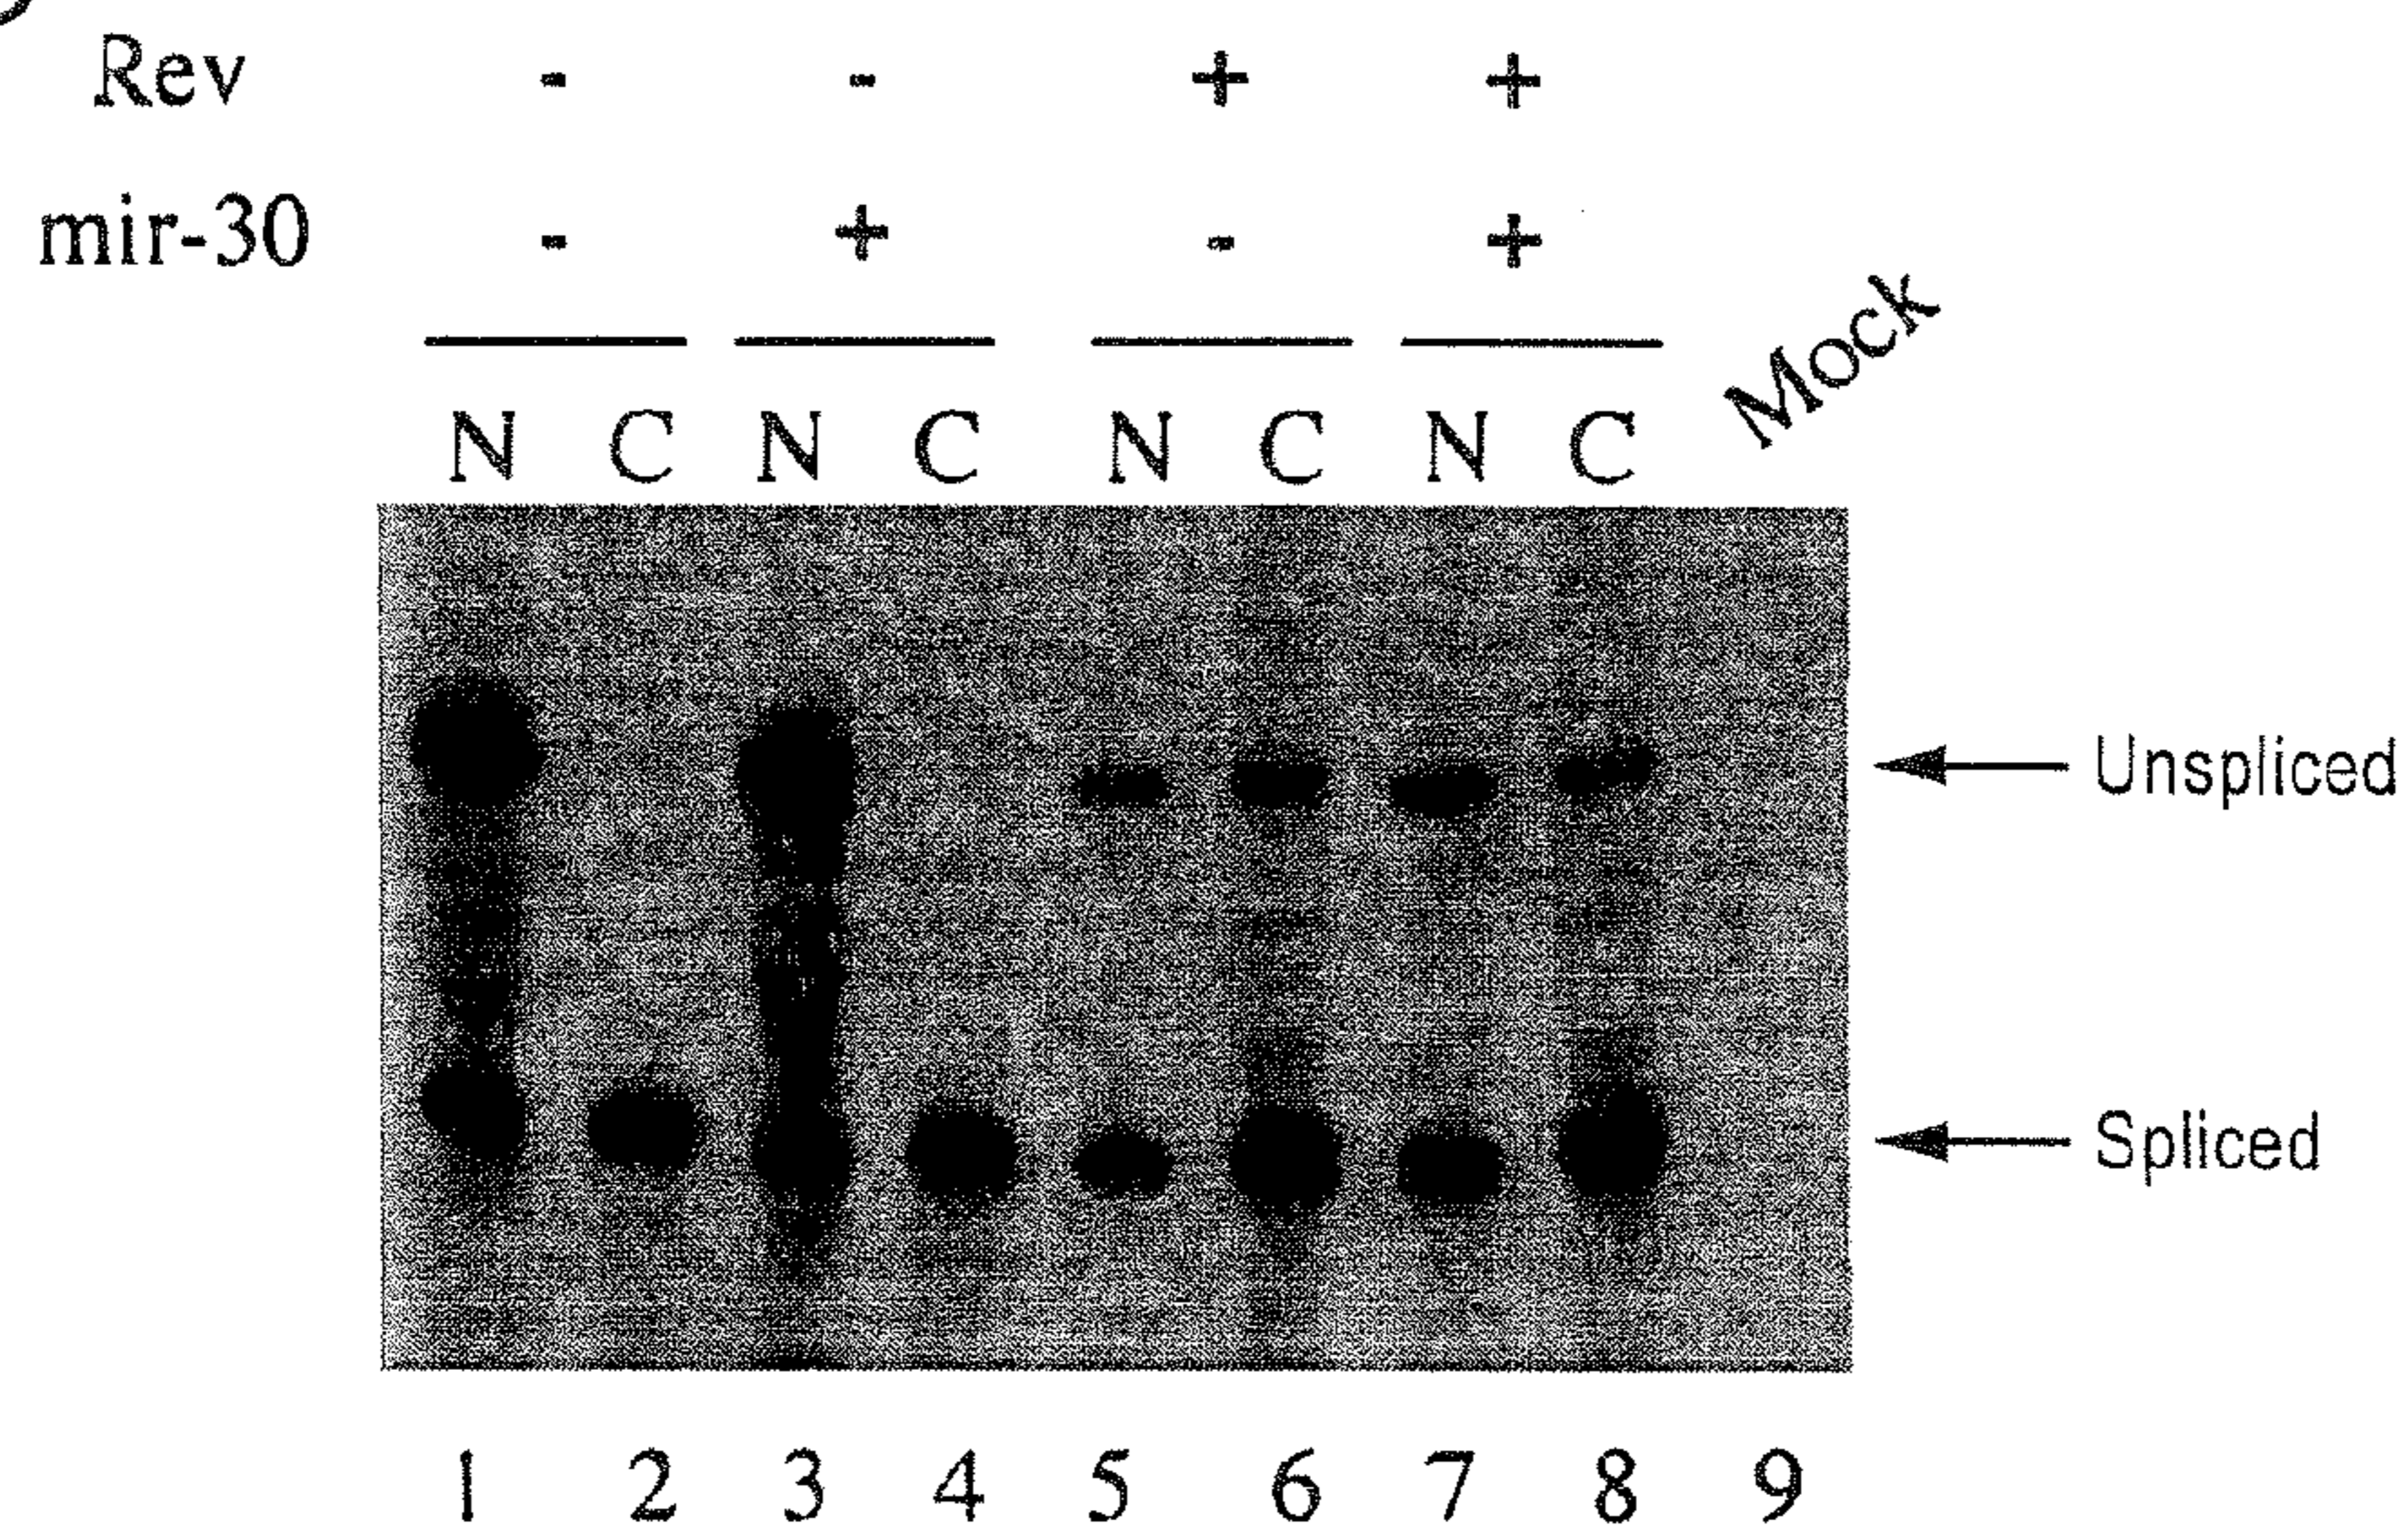 Rev - - + +
mir-30 - + - +
N C N C N C N C Mock
Unspliced
Spliced
1 2 3 4 5 6 7 8 9